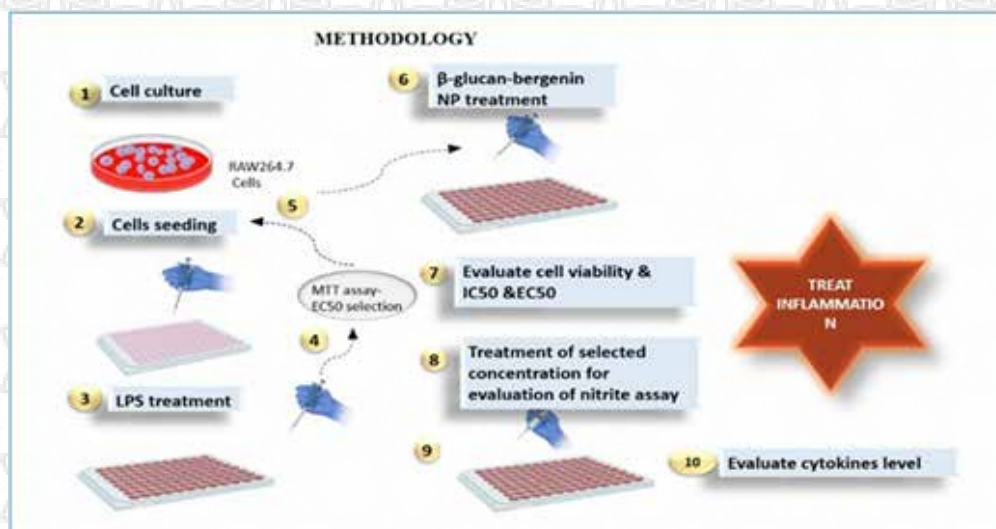 METHODOLOGY
1
Cell culture
RAW264.7
Cells
2
Cells seeding
3
LPS treatment
4
MTT assay-
EC50 selection
5
6
β-glucan-bergenin
NP treatment
7
Evaluate cell viability &
IC50 &EC50
8
Treatment of selected
concentration for
evaluation of nitrite assay
9
10
Evaluate cytokines level
TREAT
INFLAMMATIO
N